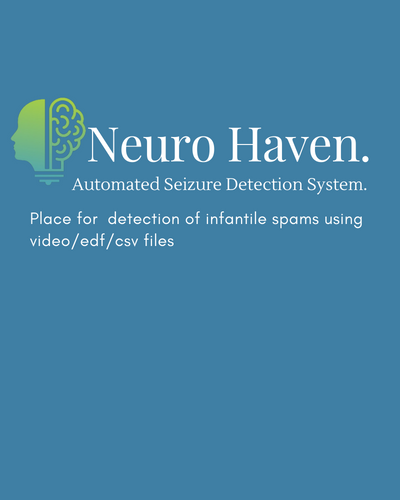 Neuro Haven.
Automated Seizure Detection System.
Place for detection of infantile spams using
video/edf/csv files